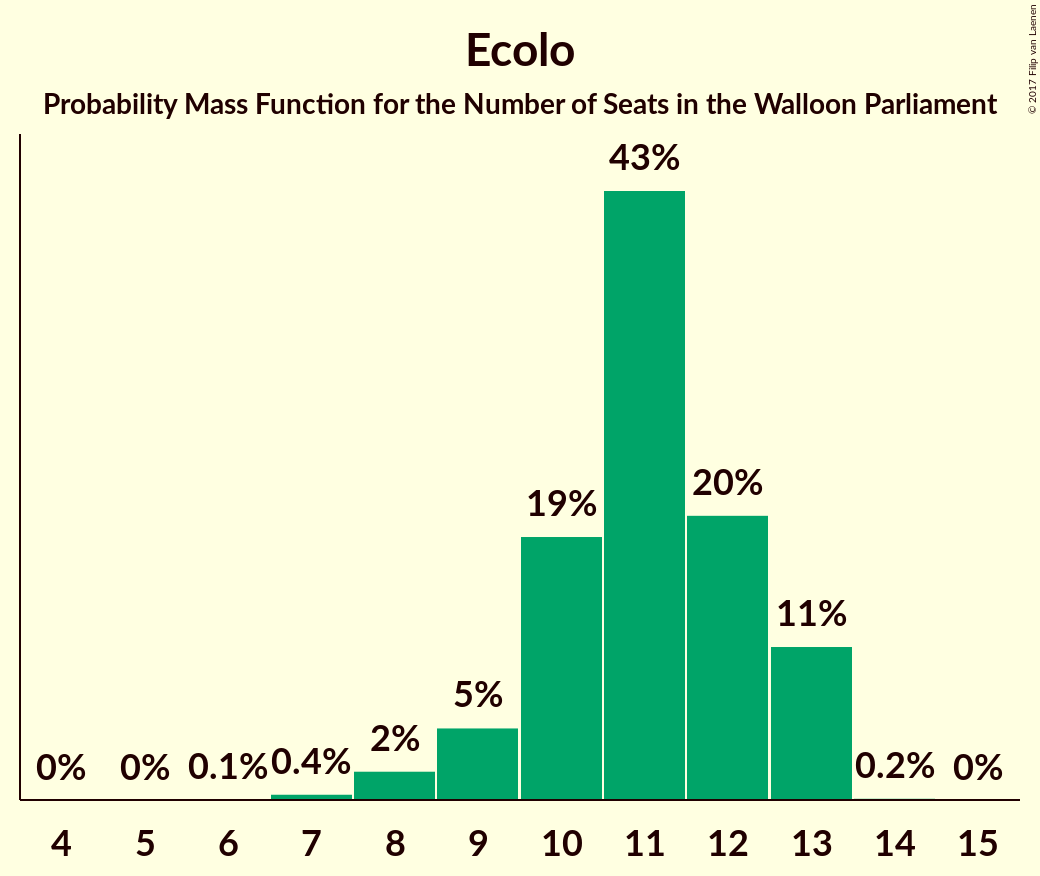 Ecolo
Probability Mass Function for the Number of Seats in the Walloon Parliament
© 2017 Filip van Laenen
0% 0% 0.1% 0.4% 2% 5% 19% 43% 20% 11% 0.2% 0%
4 5 6 7 8 9 10 11 12 13 14 15